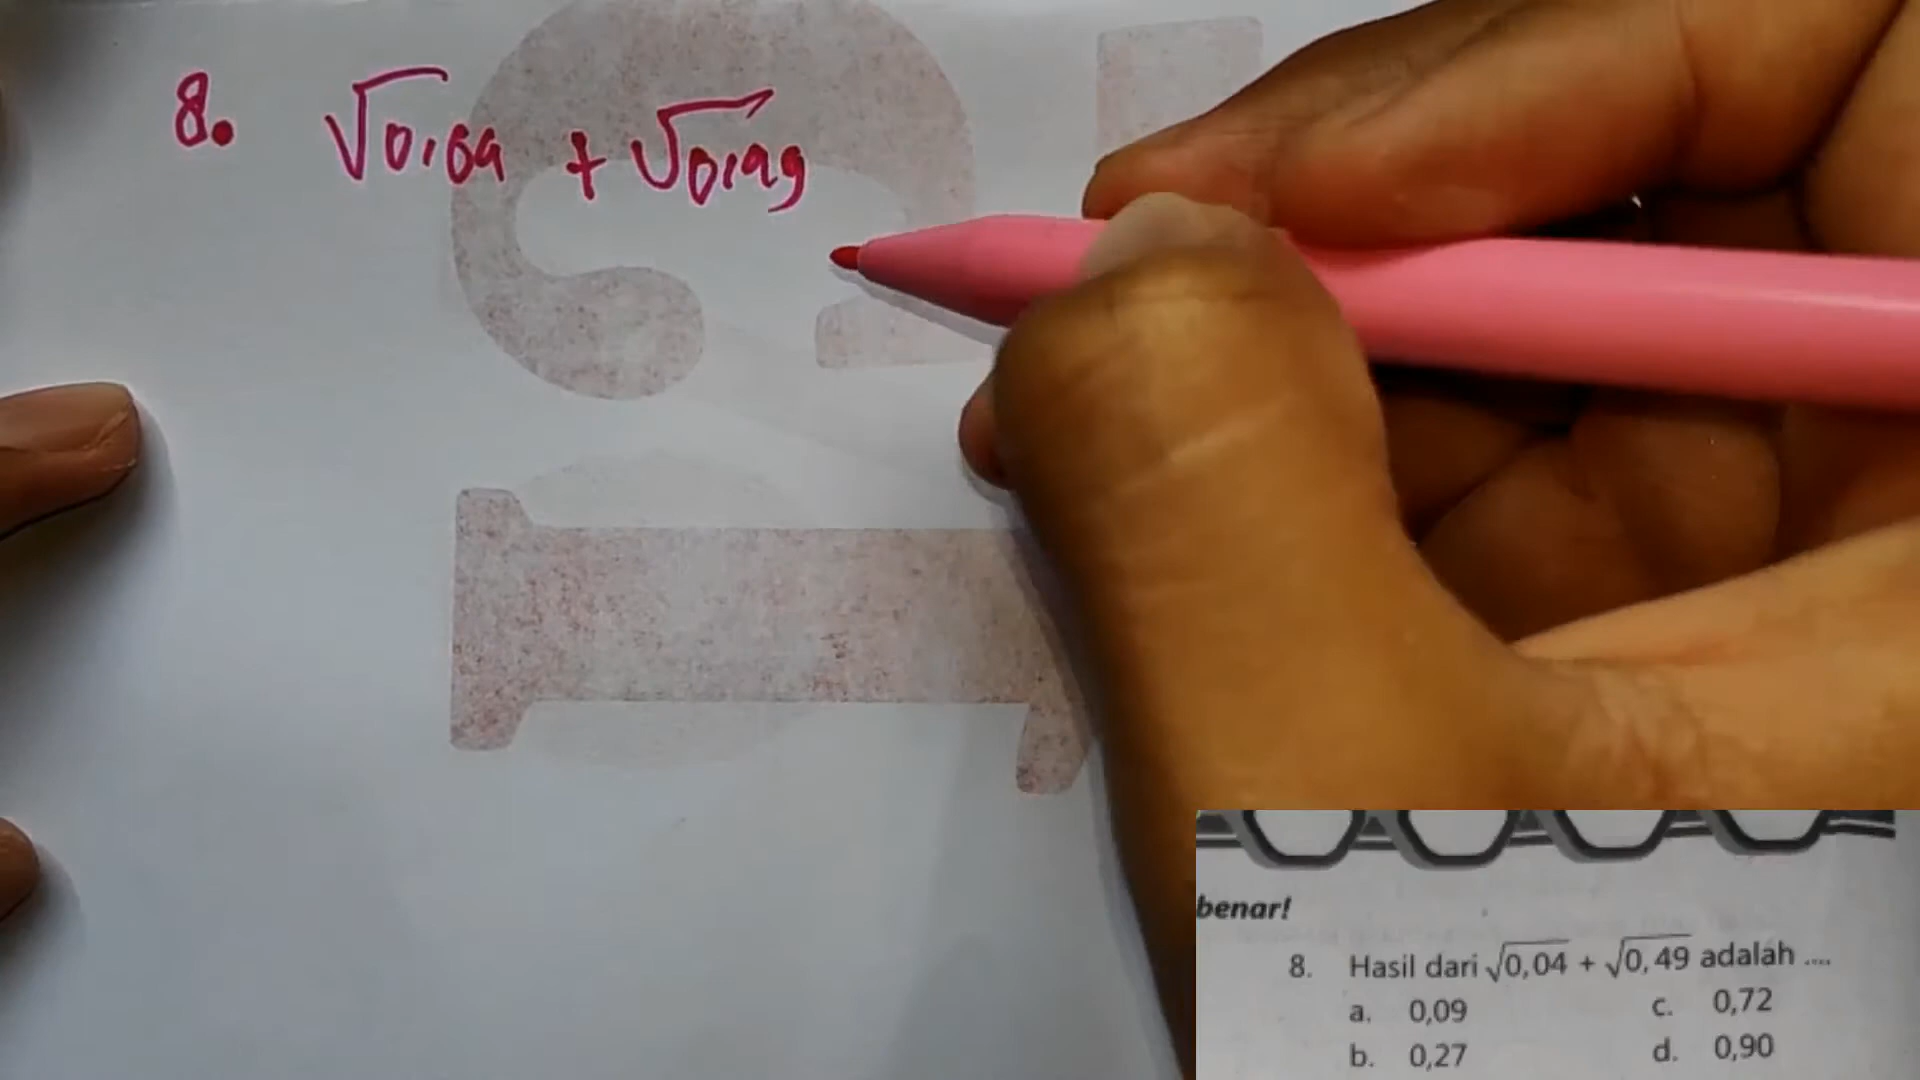 8. √0,04 + √0,49
benar!
8. Hasil dari √0,04 + √0,49 adalah ....
a. 0,09 c. 0,72
b. 0,27 d. 0,90